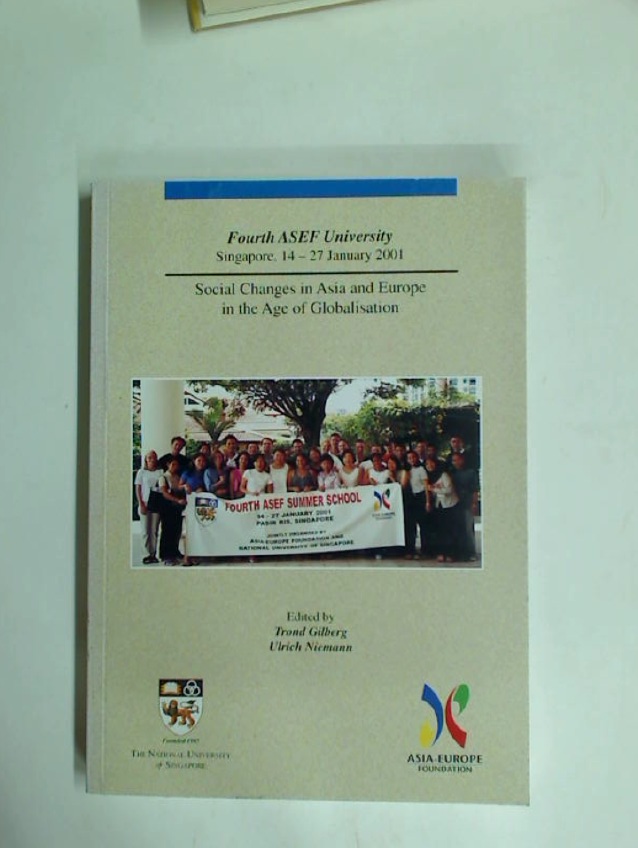 Fourth ASEF University
Singapore, 14 – 27 January 2001
Social Changes in Asia and Europe
in the Age of Globalisation
FOURTH ASEF SUMMER SCHOOL
14 - 27 JANUARY 2001
PASIR RIS, SINGAPORE
JOINTLY ORGANISED BY
ASIA-EUROPE FOUNDATION AND
NATIONAL UNIVERSITY OF SINGAPORE
Edited by
Trond Gilberg
Ulrich Niemann
THE NATIONAL UNIVERSITY
of SINGAPORE
ASIA-EUROPE
FOUNDATION